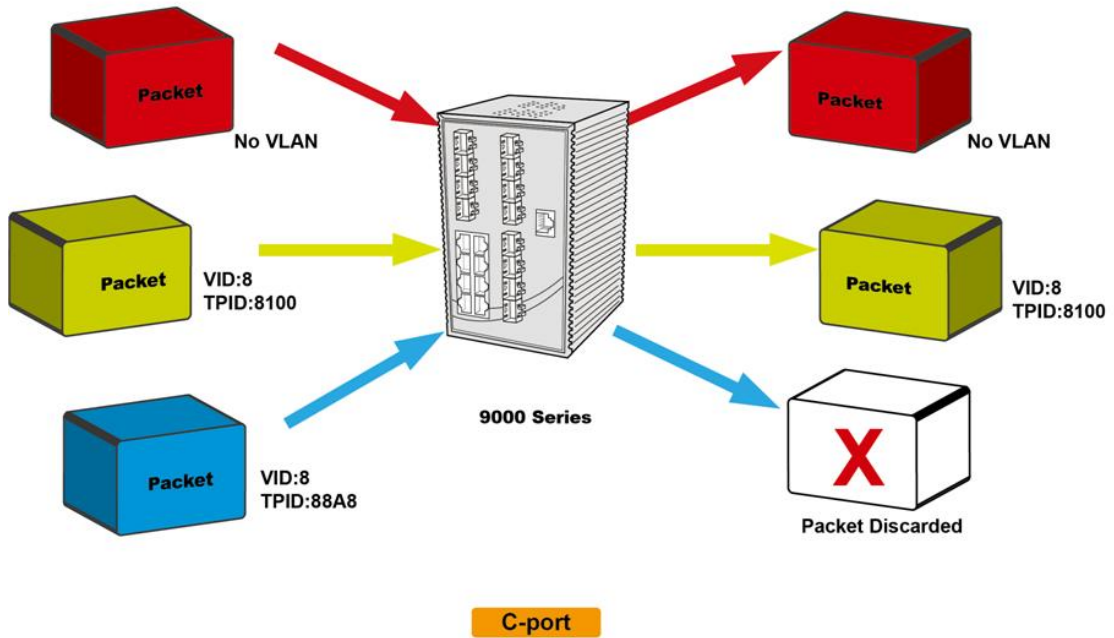 Packet
No VLAN
Packet
No VLAN
Packet
VID:8
TPID:8100
Packet
VID:8
TPID:8100
Packet
VID:8
TPID:88A8
9000 Series
X
Packet Discarded
C-port